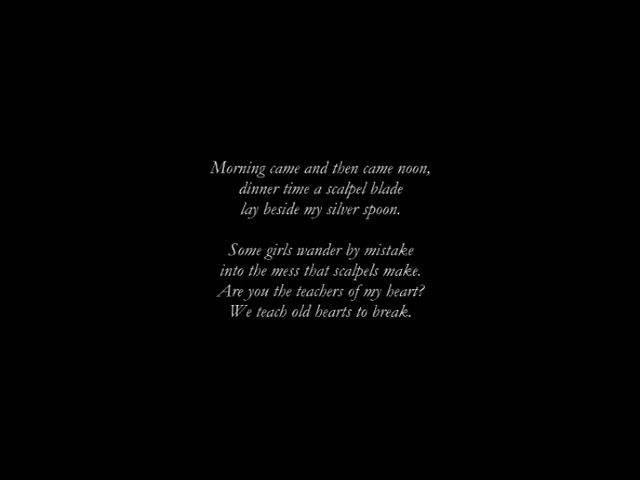 Morning came and then came noon,
dinner time a scalpel blade
lay beside my silver spoon.
Some girls wander by mistake
into the mess that scalpels make.
Are you the teachers of my heart?
We teach old hearts to break.